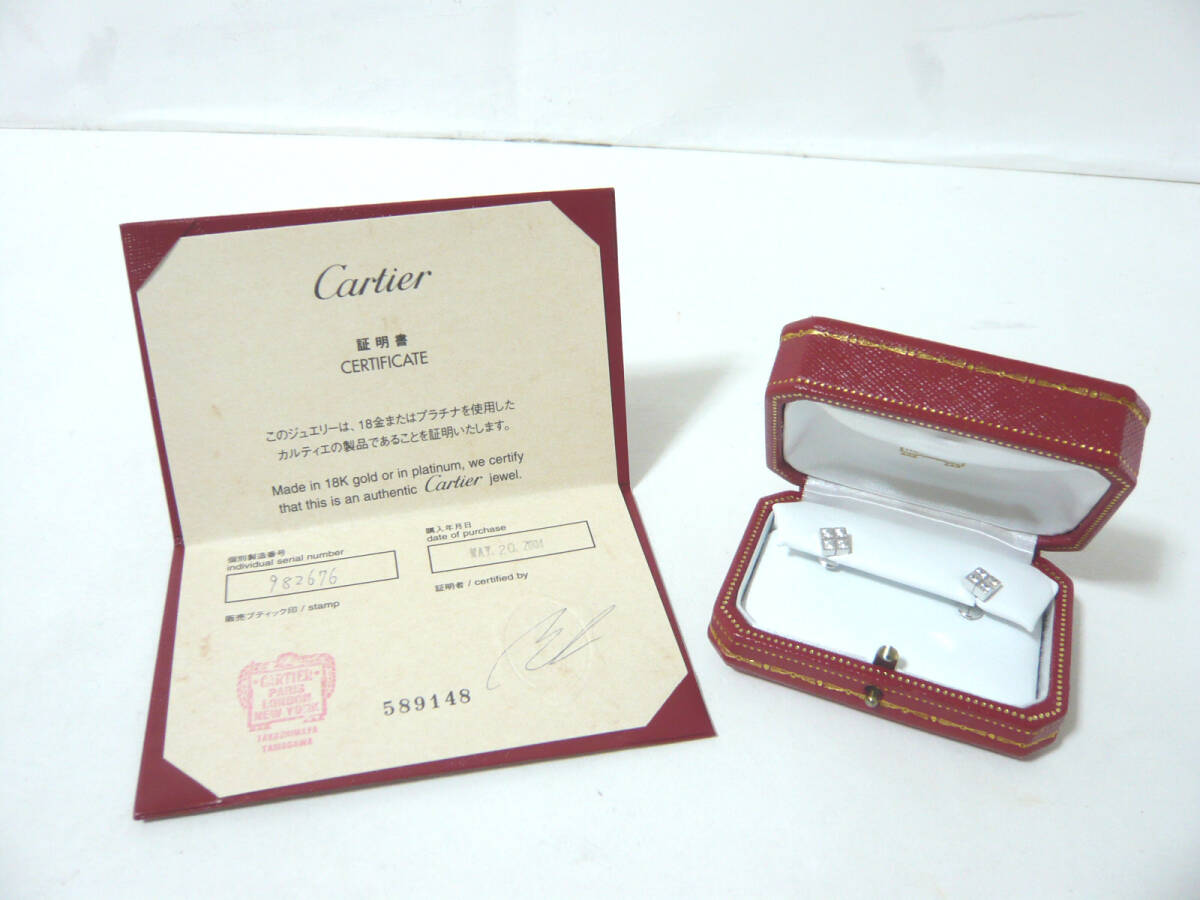 Cartier
証明書
CERTIFICATE
このジュエリーは、18金またはプラチナを使用した
カルティエの製品であることを証明いたします。
Made in 18K gold or in platinum, we certify
that this is an authentic Cartier jewel.
個別製造番号
individual serial number
982676
購入年月日
date of purchase
MAY. 20. 2004
販売ブティック印 / stamp
証明者 / certified by
CARTIER
PARIS
LONDON
NEW YORK
TAKASHIMAYA
TAMAGAWA
589148